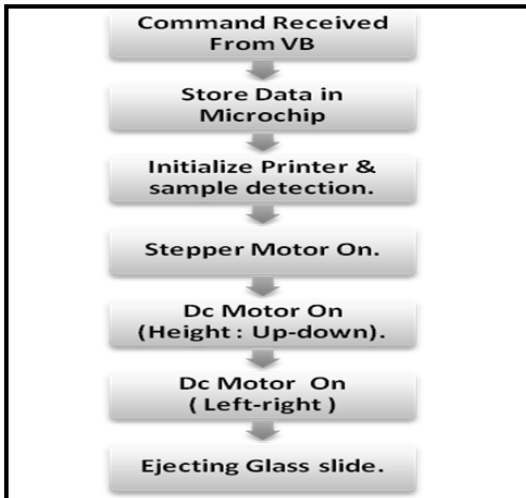 Command Received
From VB
Store Data in
Microchip
Initialize Printer &
sample detection.
Stepper Motor On.
Dc Motor On
(Height : Up-down).
Dc Motor On
( Left-right )
Ejecting Glass slide.